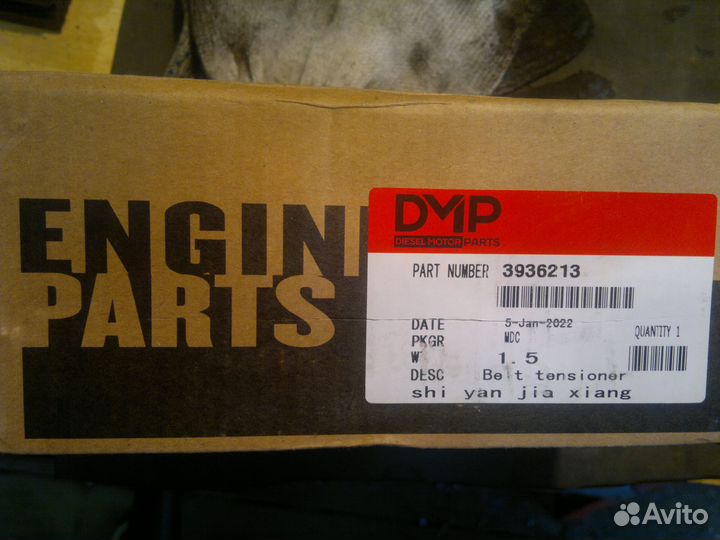 ENGIN
PARTS
DMP
DIESEL MOTOR PARTS
PART NUMBER 3936213
DATE 5-Jan-2022
PKGR MDC
W 1.5
QUANTITY 1
DESC Belt tensioner
shi yan jia xiang
Avito